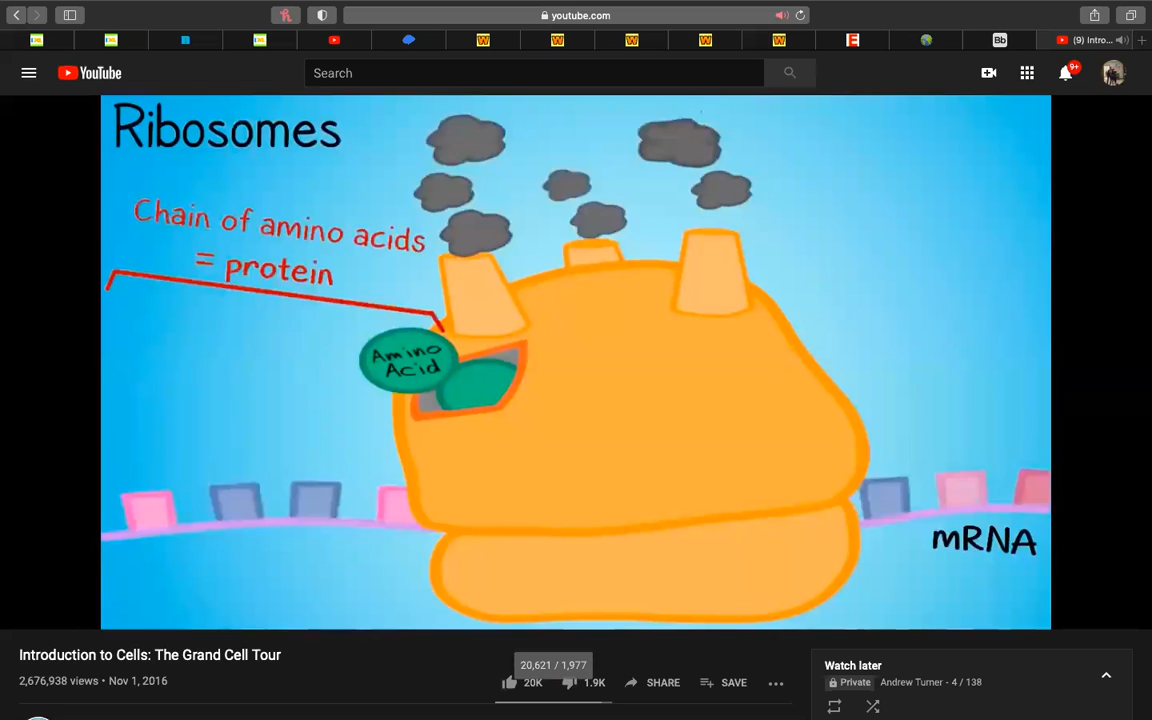 youtube.com
(9) Intro...
YouTube
Search
9+
Ribosomes
Chain of amino acids
= protein
Amino
Acid
mRNA
Introduction to Cells: The Grand Cell Tour
2,676,938 views • Nov 1, 2016
20,621 / 1,977
20K
1.9K
SHARE
SAVE
Watch later
Private
Andrew Turner - 4 / 138